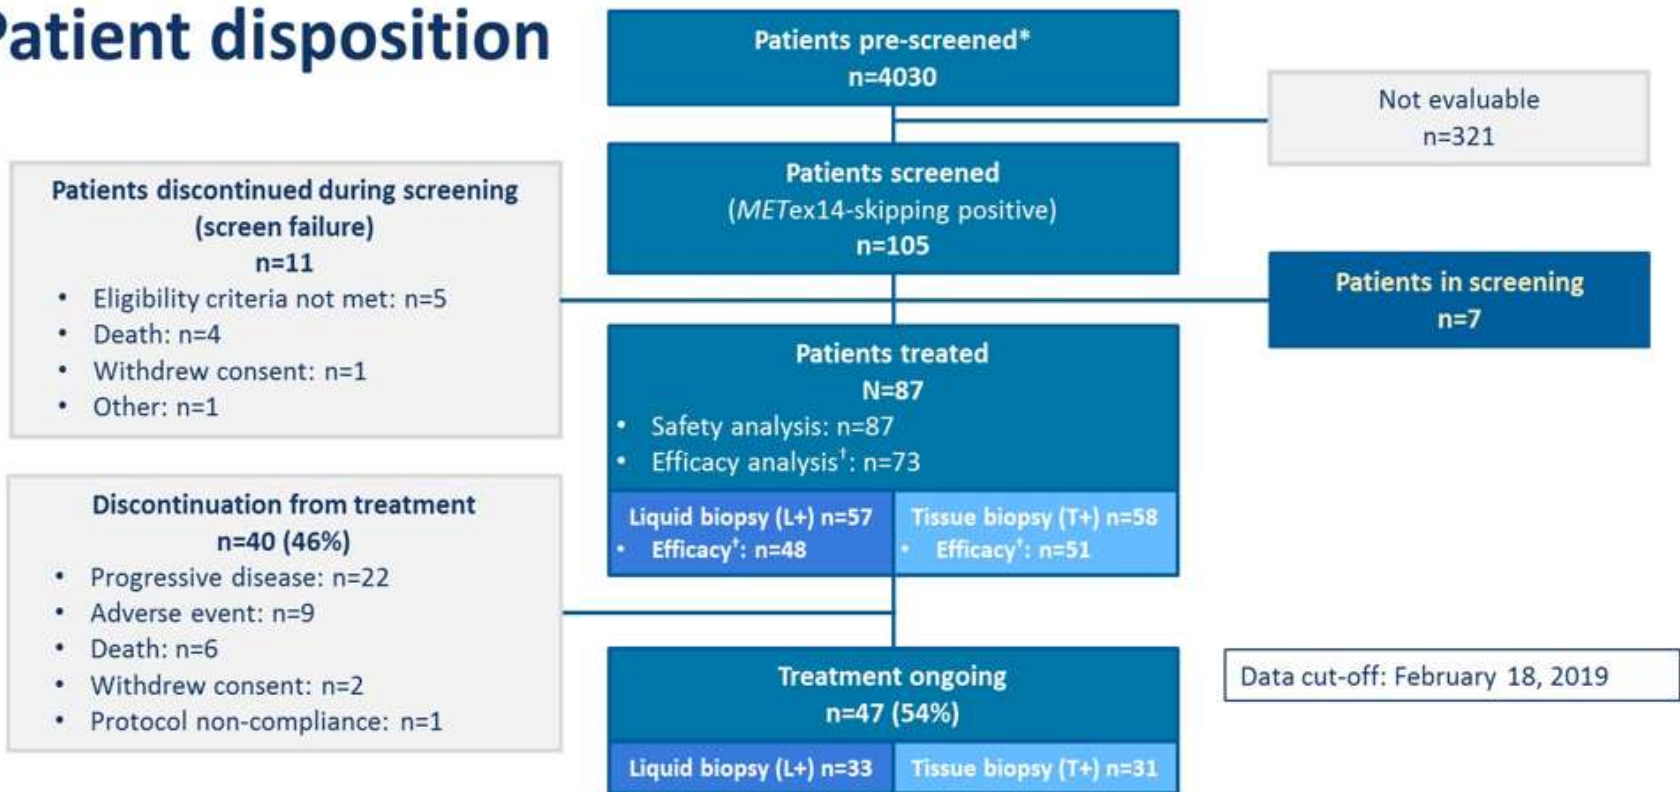 Patient disposition
Patients pre-screened*
n=4030
Not evaluable
n=321
Patients screened
(METex14-skipping positive)
n=105
Patients discontinued during screening
(screen failure)
n=11
• Eligibility criteria not met: n=5
• Death: n=4
• Withdrew consent: n=1
• Other: n=1
Patients in screening
n=7
Patients treated
N=87
• Safety analysis: n=87
• Efficacy analysis†: n=73
Liquid biopsy (L+) n=57
• Efficacy†: n=48
Tissue biopsy (T+) n=58
• Efficacy†: n=51
Discontinuation from treatment
n=40 (46%)
• Progressive disease: n=22
• Adverse event: n=9
• Death: n=6
• Withdrew consent: n=2
• Protocol non-compliance: n=1
Treatment ongoing
n=47 (54%)
Liquid biopsy (L+) n=33
Tissue biopsy (T+) n=31
Data cut-off: February 18, 2019